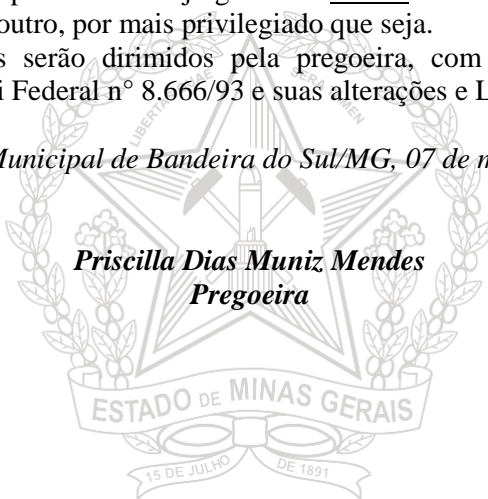 outro, por mais privilegiado que seja.
s serão dirimidos pela pregoeira, com
i Federal n° 8.666/93 e suas alterações e L
Municipal de Bandeira do Sul/MG, 07 de
Priscilla Dias Muniz Mendes
Pregoeira
LIBERTAS
ESTADO DE MINAS GERAIS
15 DE JULHO DE 1891